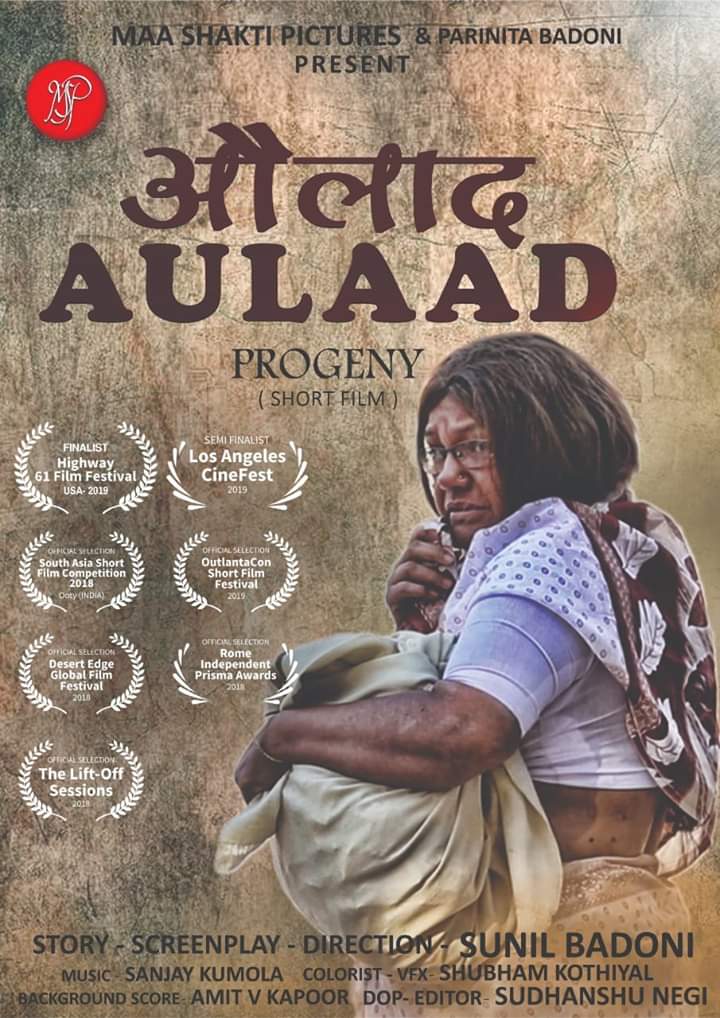 MAA SHAKTI PICTURES & PARINITA BADONI
PRESENT
MSP
औलाद
AULAAD
PROGENY
( SHORT FILM )
FINALIST
Highway
61 Film Festival
USA- 2019
SEMI FINALIST
Los Angeles
CineFest
2019
OFFICIAL SELECTION
South Asia Short
Film Competition
2018
Ooty (INDIA)
OFFICIAL SELECTION
OutlantaCon
Short Film
Festival
2019
OFFICIAL SELECTION
Desert Edge
Global Film
Festival
2018
OFFICIAL SELECTION
Rome
Independent
Prisma Awards
2018
OFFICIAL SELECTION
The Lift-Off
Sessions
2018
STORY - SCREENPLAY - DIRECTION - SUNIL BADONI
MUSIC - SANJAY KUMOLA COLORIST - VFX- SHUBHAM KOTHIYAL
BACKGROUND SCORE- AMIT V KAPOOR DOP- EDITOR- SUDHANSHU NEGI